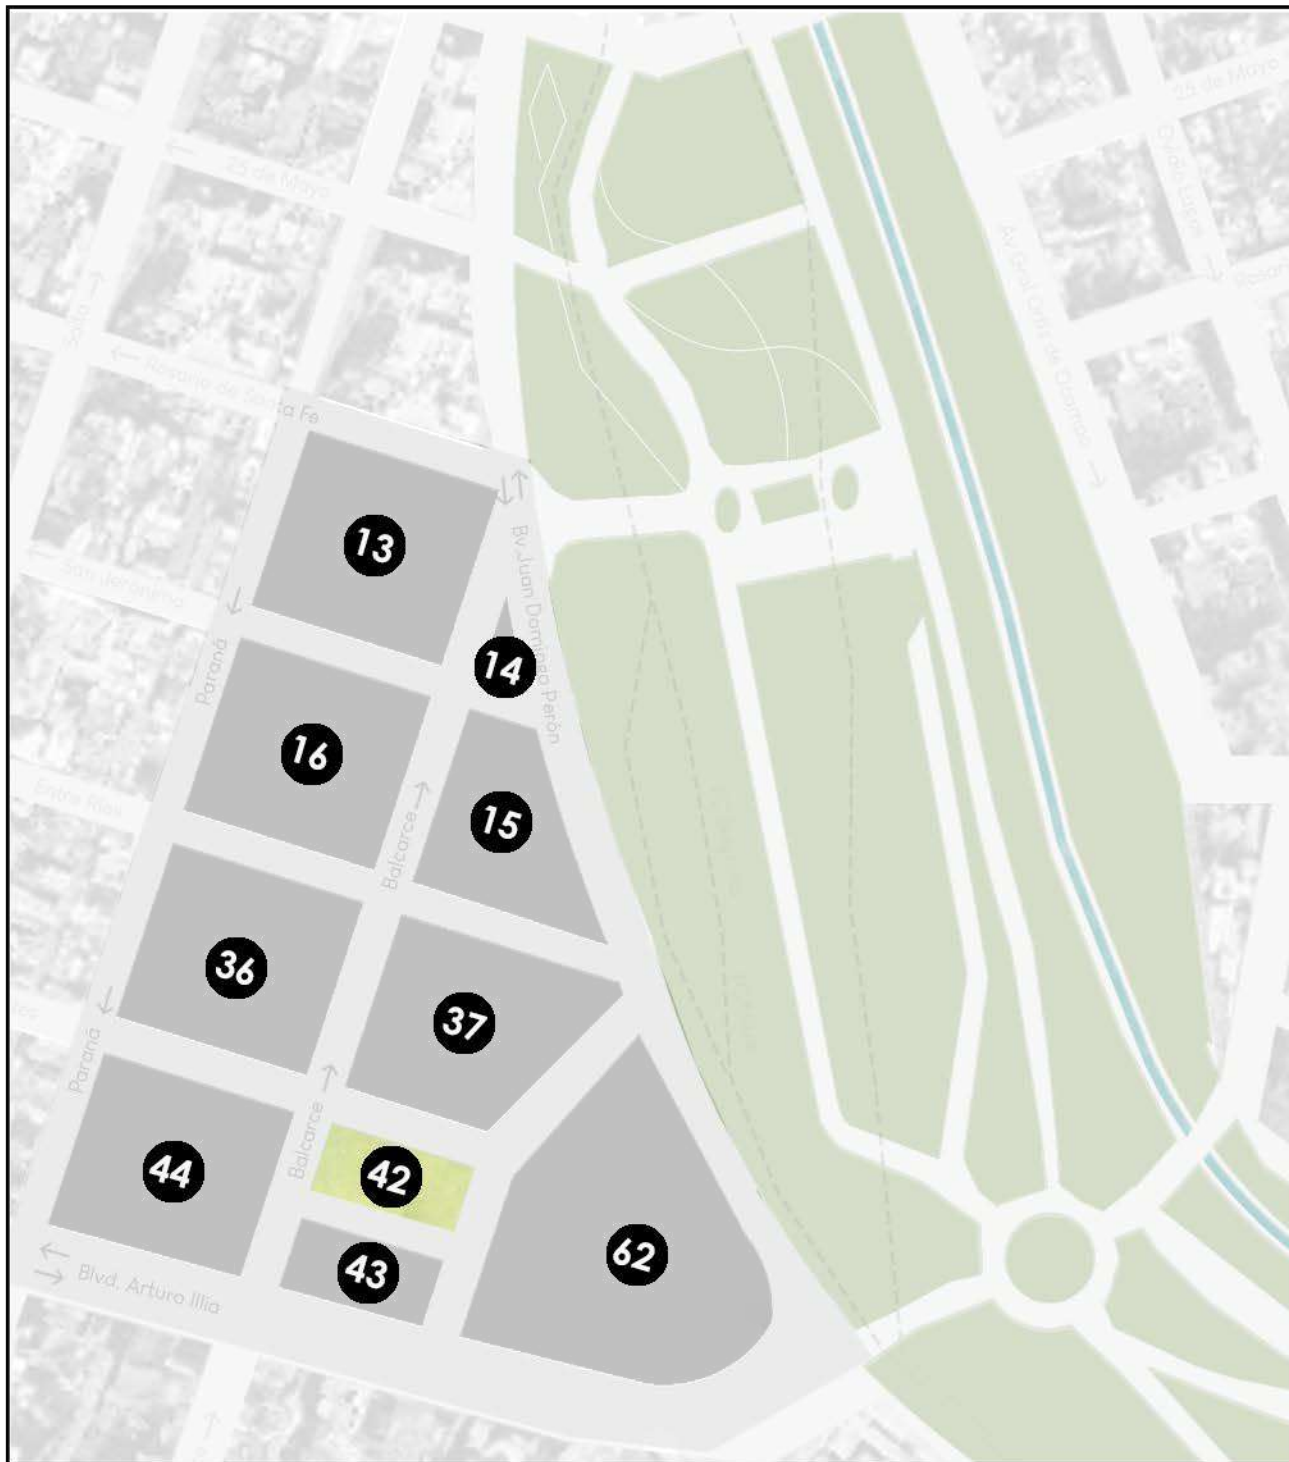 25 de Mayo
25 de Mayo
Ovidio Lagos
Av. Gral Ortiz de Ocampo
Salta
Rosario de Santa Fe
13
Bv. Juan Domingo Perón
San Jerónimo
14
Paraná
16
15
Entre Ríos
Balcarce
36
37
Paraná
Balcarce
44
42
62
43
Blvd. Arturo Illia